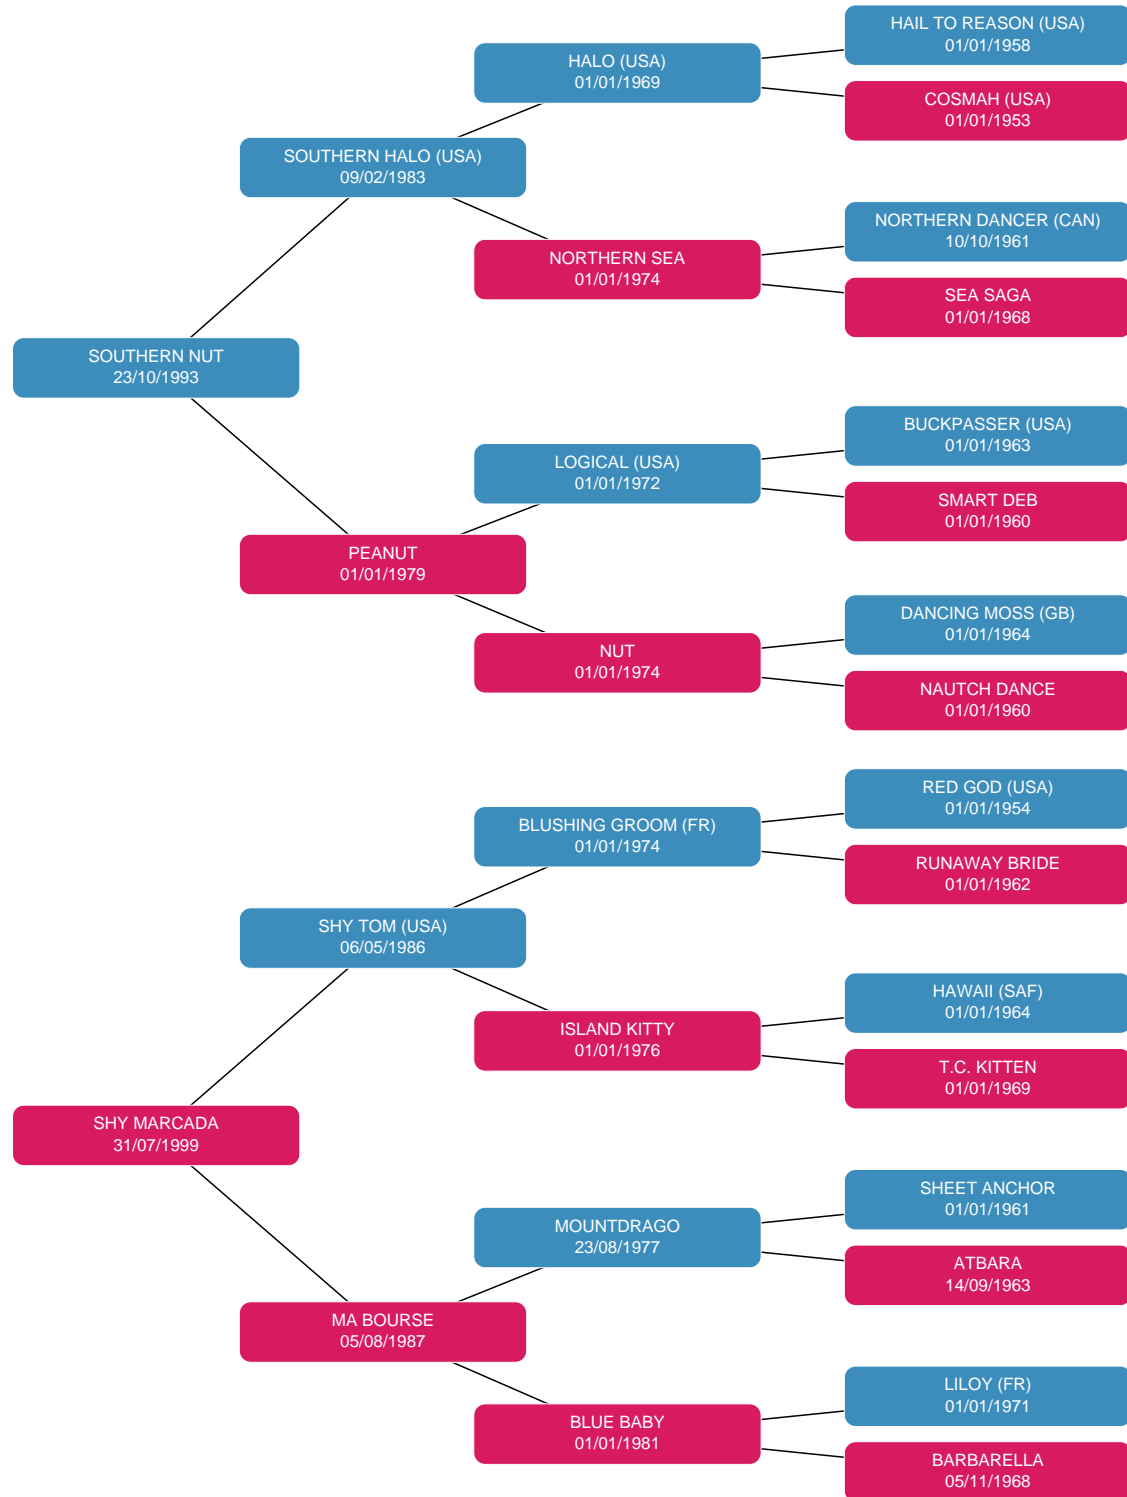 HAIL TO REASON (USA)
01/01/1958
HALO (USA)
01/01/1969
COSMAH (USA)
01/01/1953
SOUTHERN HALO (USA)
09/02/1983
NORTHERN DANCER (CAN)
10/10/1961
NORTHERN SEA
01/01/1974
SEA SAGA
01/01/1968
SOUTHERN NUT
23/10/1993
BUCKPASSER (USA)
01/01/1963
LOGICAL (USA)
01/01/1972
SMART DEB
01/01/1960
PEANUT
01/01/1979
DANCING MOSS (GB)
01/01/1964
NUT
01/01/1974
NAUTCH DANCE
01/01/1960
RED GOD (USA)
01/01/1954
BLUSHING GROOM (FR)
01/01/1974
RUNAWAY BRIDE
01/01/1962
SHY TOM (USA)
06/05/1986
HAWAII (SAF)
01/01/1964
ISLAND KITTY
01/01/1976
T.C. KITTEN
01/01/1969
SHY MARCADA
31/07/1999
SHEET ANCHOR
01/01/1961
MOUNTDRAGO
23/08/1977
ATBARA
14/09/1963
MA BOURSE
05/08/1987
LILOY (FR)
01/01/1971
BLUE BABY
01/01/1981
BARBARELLA
05/11/1968